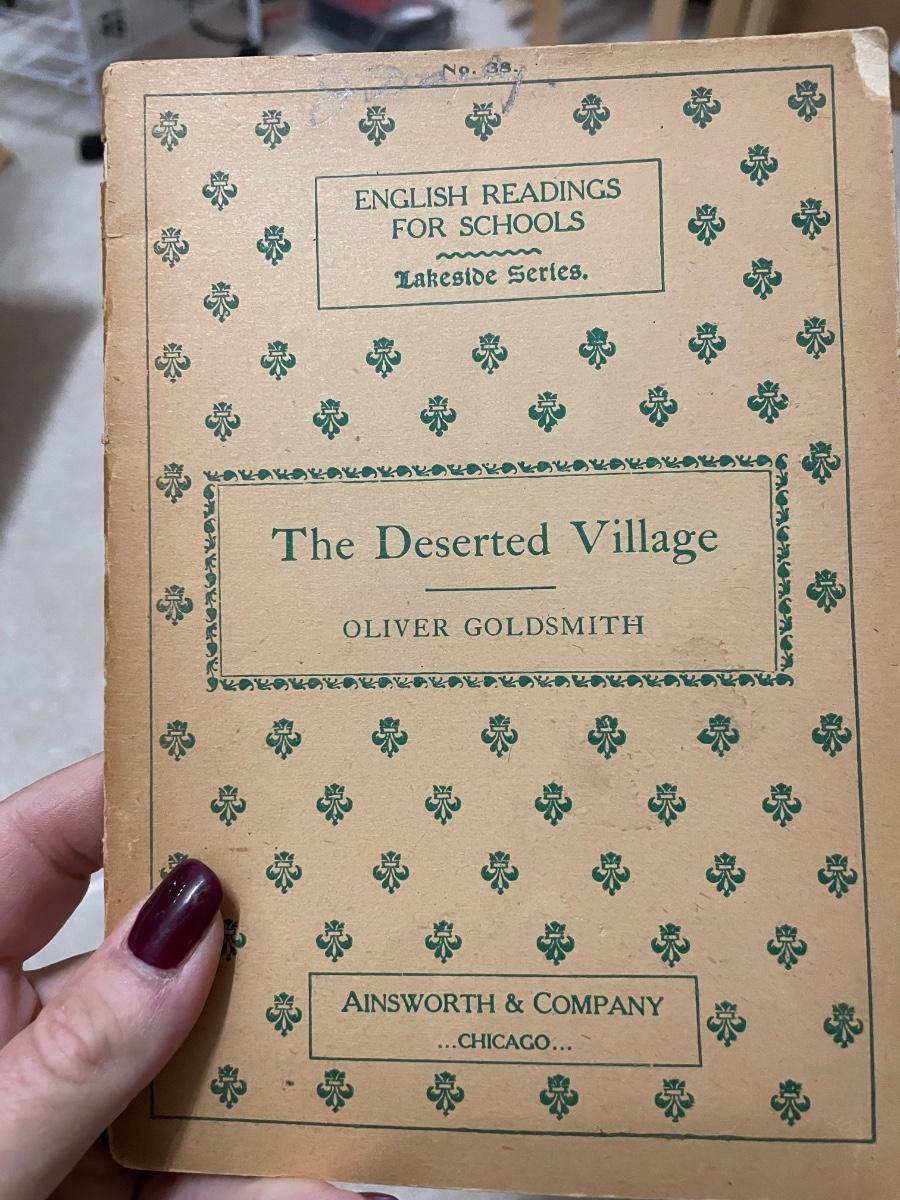 No. 38.
ENGLISH READINGS
FOR SCHOOLS
Lakeside Series.
The Deserted Village
OLIVER GOLDSMITH
AINSWORTH & COMPANY
...CHICAGO...